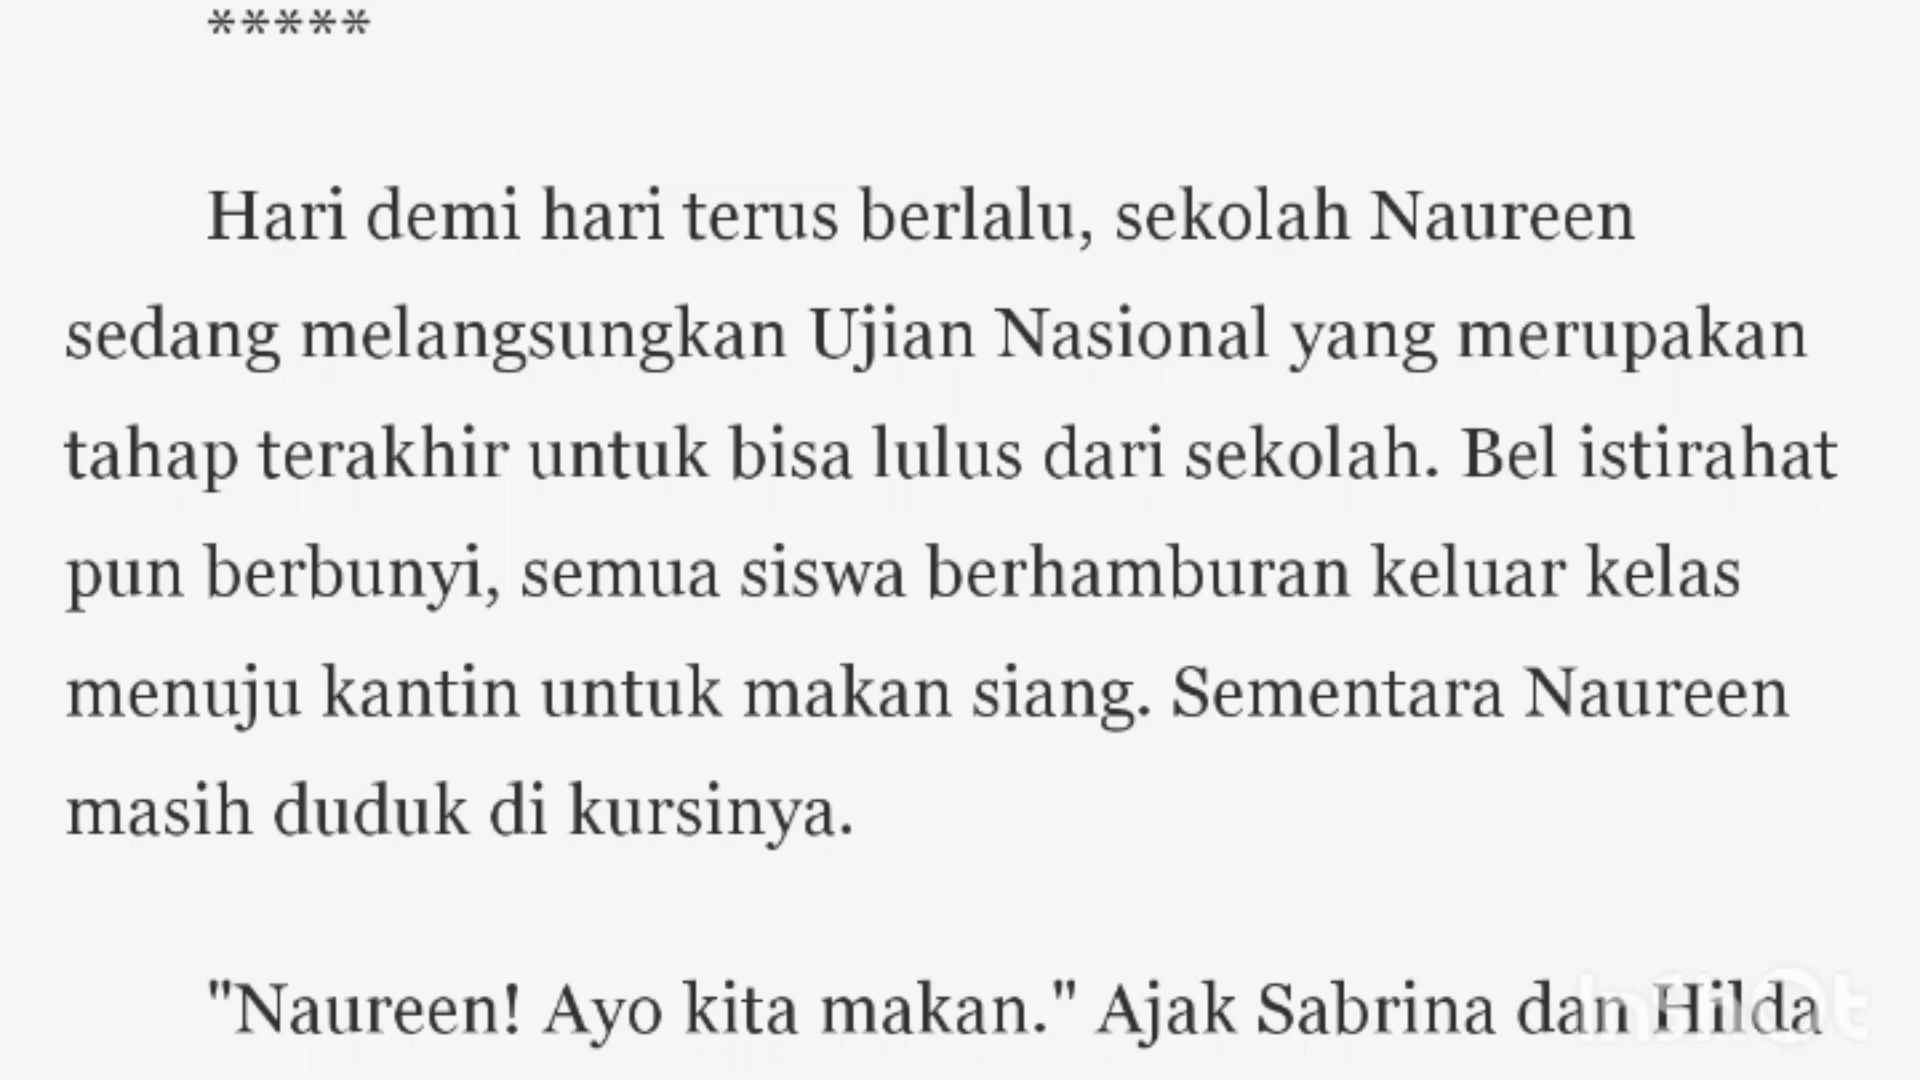 *****
Hari demi hari terus berlalu, sekolah Naureen
sedang melangsungkan Ujian Nasional yang merupakan
tahap terakhir untuk bisa lulus dari sekolah. Bel istirahat
pun berbunyi, semua siswa berhamburan keluar kelas
menuju kantin untuk makan siang. Sementara Naureen
masih duduk di kursinya.
"Naureen! Ayo kita makan." Ajak Sabrina dan Hilda
InShot